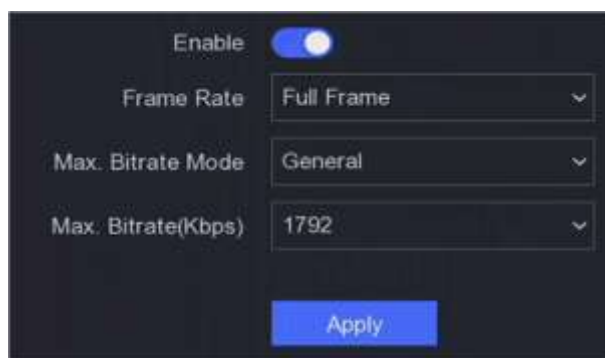 Enable
Frame Rate Full Frame
Max. Bitrate Mode General
Max. Bitrate(Kbps) 1792
Apply